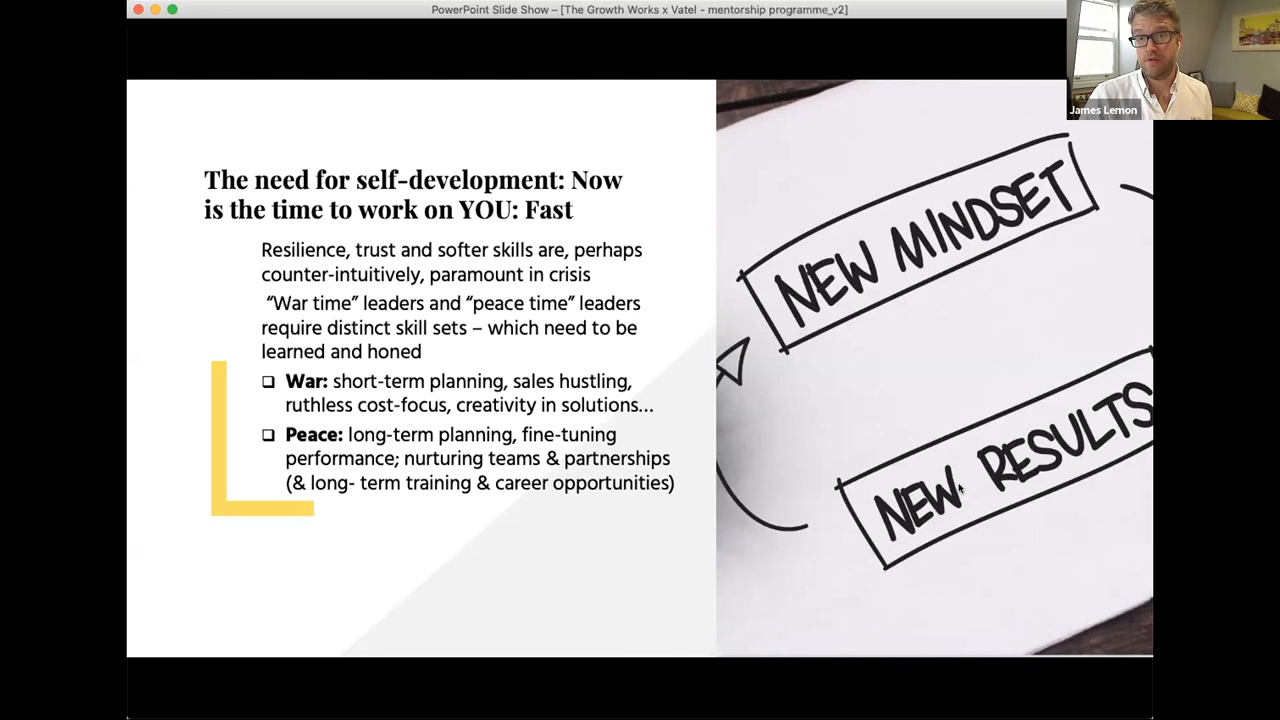 PowerPoint Slide Show – [The Growth Works x Vatel - mentorship programme_v2]
James Lemon
The need for self-development: Now
is the time to work on YOU: Fast
Resilience, trust and softer skills are, perhaps
counter-intuitively, paramount in crisis
“War time” leaders and “peace time” leaders
require distinct skill sets – which need to be
learned and honed
War: short-term planning, sales hustling,
ruthless cost-focus, creativity in solutions…
Peace: long-term planning, fine-tuning
performance; nurturing teams & partnerships
(& long- term training & career opportunities)
NEW MINDSET
NEW RESULTS